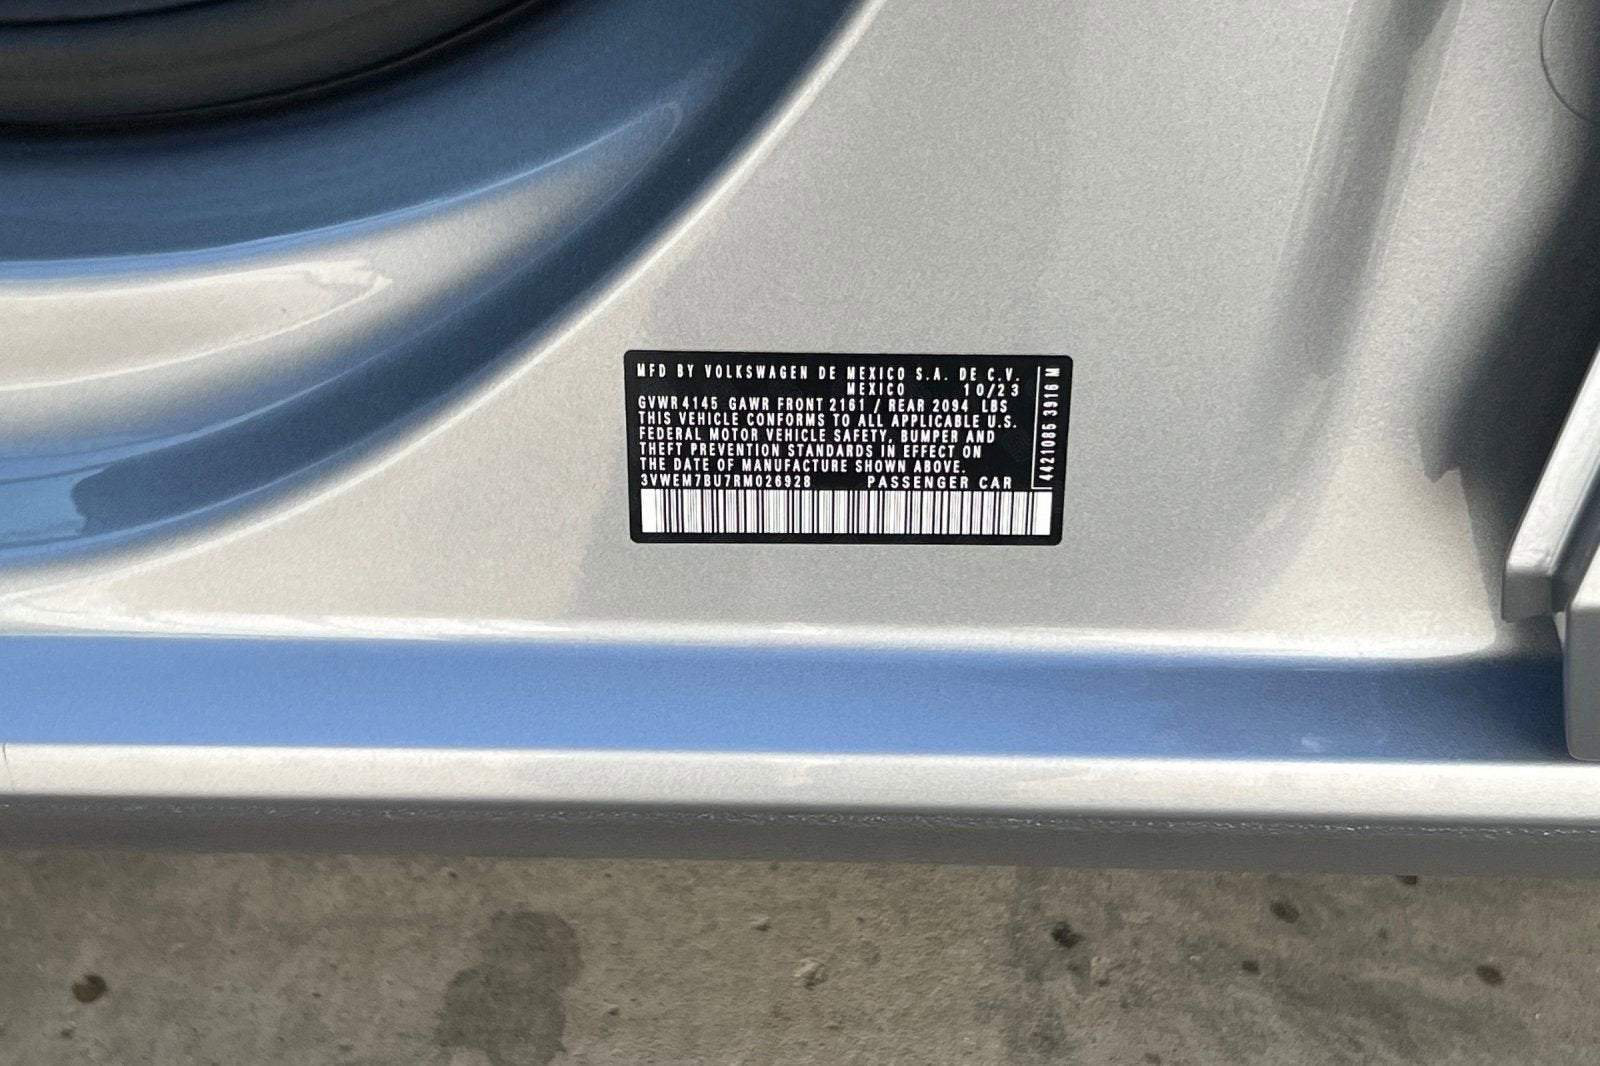 MFD BY VOLKSWAGEN DE MEXICO S.A. DE C.V.
MEXICO 10/23
GVWR 4145 GAWR FRONT 2161 / REAR 2094 LBS
THIS VEHICLE CONFORMS TO ALL APPLICABLE U.S.
FEDERAL MOTOR VEHICLE SAFETY, BUMPER AND
THEFT PREVENTION STANDARDS IN EFFECT ON
THE DATE OF MANUFACTURE SHOWN ABOVE.
3VWEM7BU7RM026928 PASSENGER CAR
4421085 3916 M